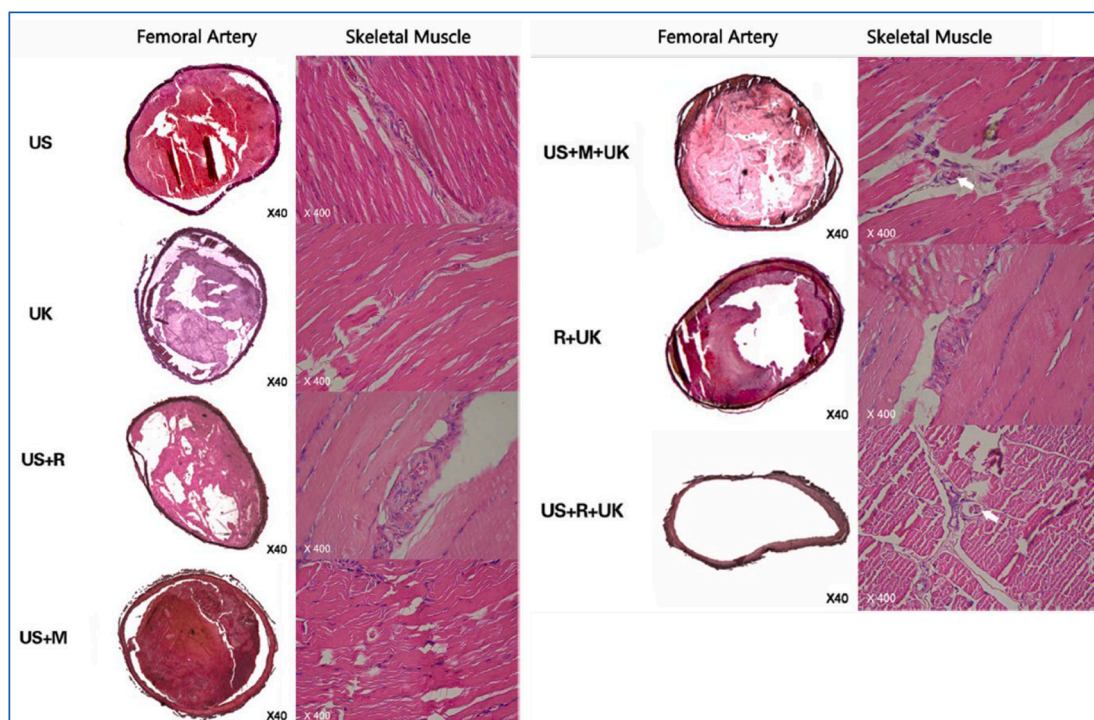 Femoral Artery Skeletal Muscle
US
X40
X 400
UK
X40
X 400
US+R
X40
X 400
US+M
X40
X 400
Femoral Artery Skeletal Muscle
US+M+UK
X40
X 400
R+UK
X40
X 400
US+R+UK
X40
X 400